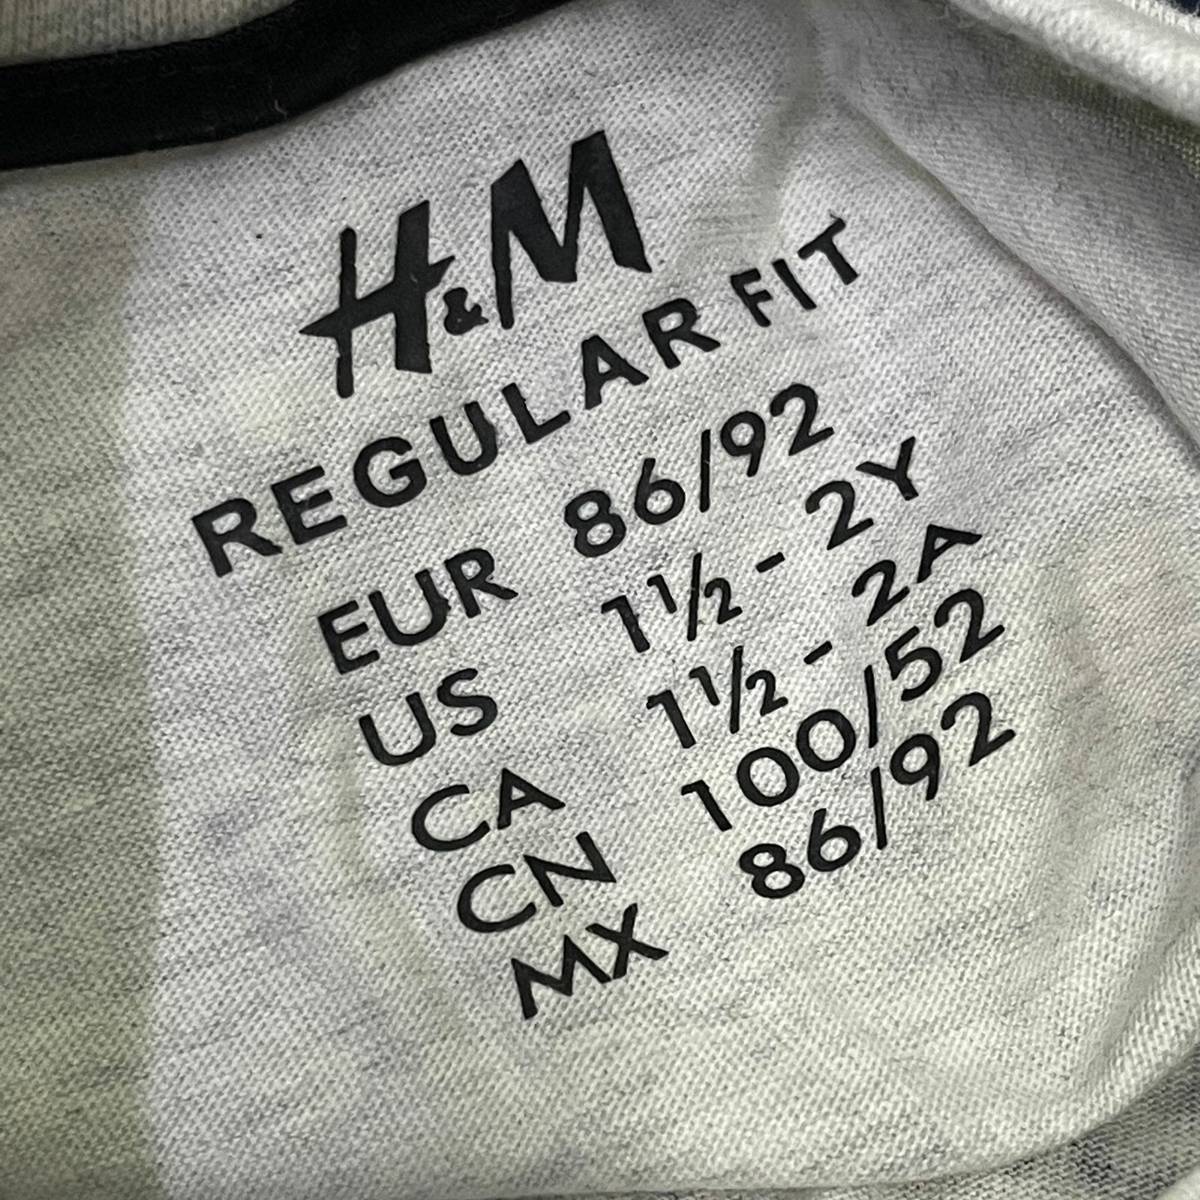 H&M
REGULAR FIT
EUR 86/92
US 1½ - 2Y
CA 1½ - 2A
CN 100/52
MX 86/92